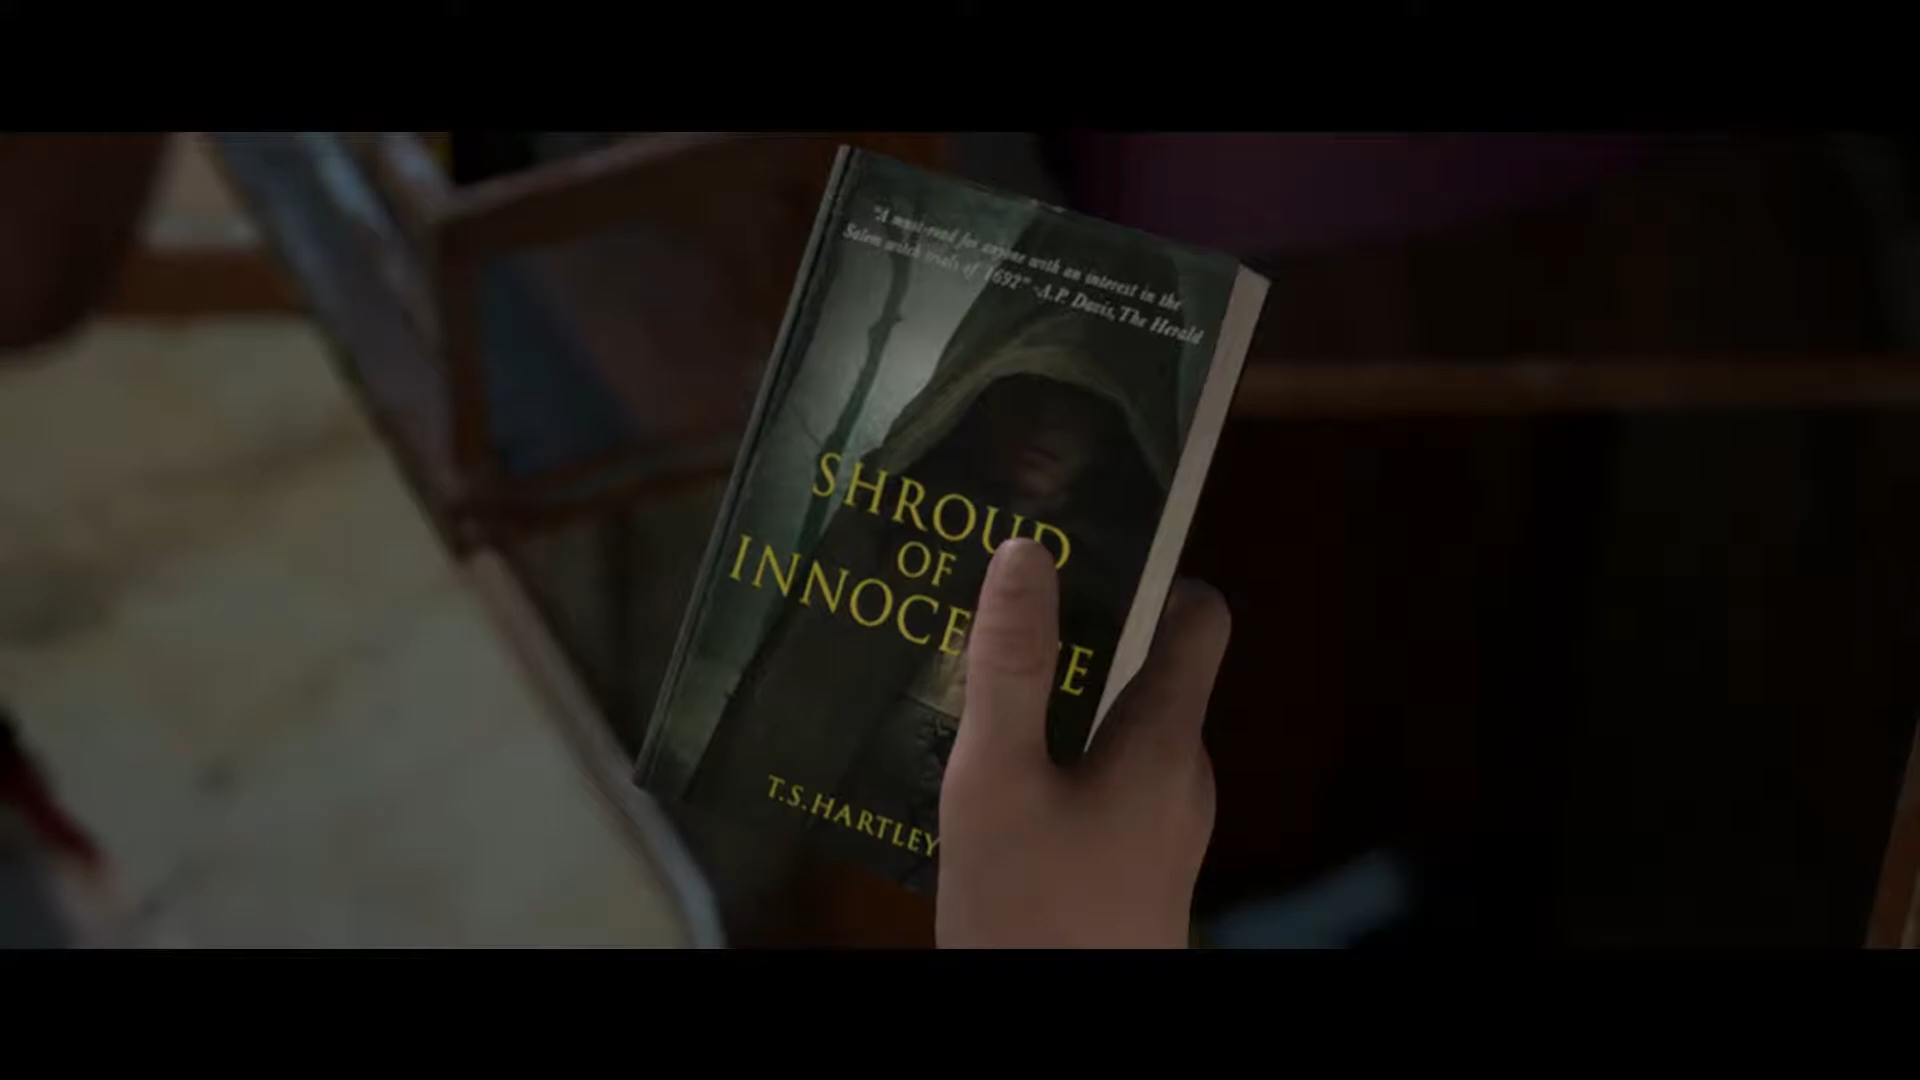 "A must-read for anyone with an interest in the
Salem witch trials of 1692" -A.P. Davis, The Herald
SHROUD
OF
INNOCE CE
T.S.HARTLEY